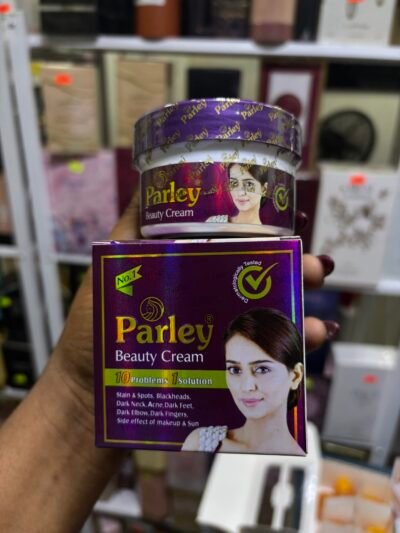 Parley
Beauty Cream
No.1
Dermatologically Tested
Parley
Beauty Cream
10 Problems 1 Solution
Stain & Spots, Blackheads,
Dark Neck, Acne, Dark Feet,
Dark Elbow, Dark Fingers,
Side effect of makeup & Sun